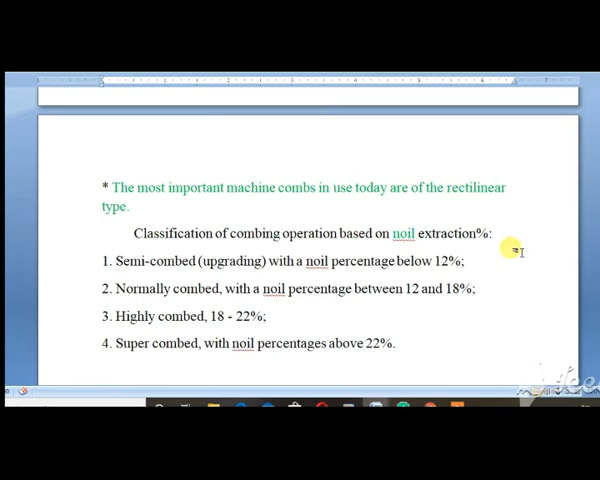 * The most important machine combs in use today are of the rectilinear
type.
Classification of combing operation based on noil extraction%:
1. Semi-combed (upgrading) with a noil percentage below 12%;
2. Normally combed, with a noil percentage between 12 and 18%;
3. Highly combed, 18 - 22%;
4. Super combed, with noil percentages above 22%.